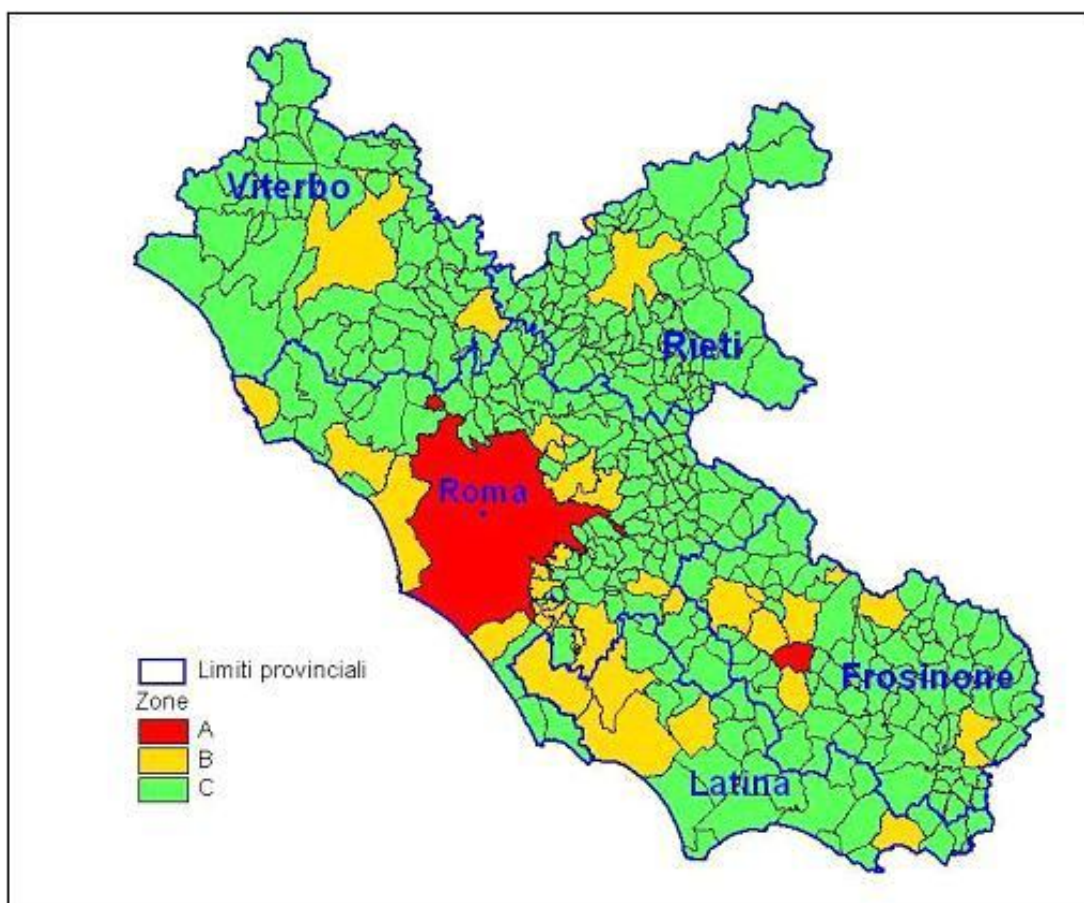 Viterbo
Rieti
Roma
Limiti provinciali
Zone
A
B
C
Frosinone
Latina